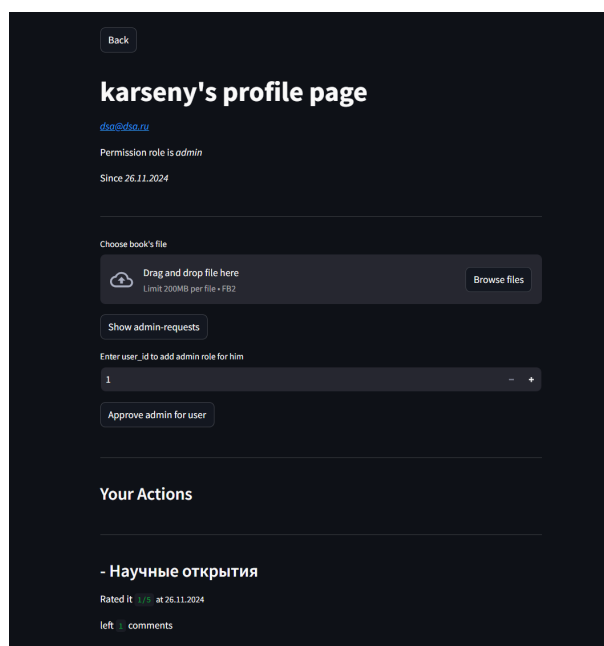 Back
karseny's profile page
dsa@dsa.ru
Permission role is admin
Since 26.11.2024
Choose book's file
Drag and drop file here
Limit 200MB per file • FB2
Browse files
Show admin-requests
Enter user_id to add admin role for him
1
Approve admin for user
Your Actions
- Научные открытия
Rated it 1/5 at 26.11.2024
left 1 comments